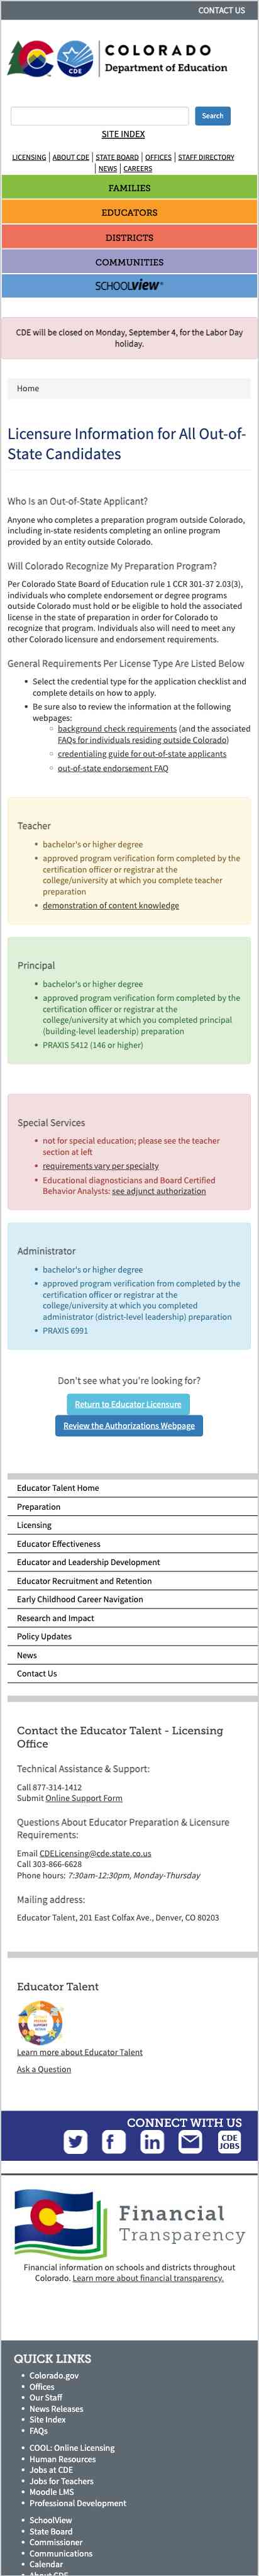 CONTACT US
COLORADO
CDE
Department of Education
Search
SITE INDEX
LICENSING | ABOUT CDE | STATE BOARD | OFFICES | STAFF DIRECTORY
| NEWS | CAREERS
FAMILIES
EDUCATORS
DISTRICTS
COMMUNITIES
SCHOOLVIEW®
CDE will be closed on Monday, September 4, for the Labor Day
holiday.
Home
Licensure Information for All Out-of-
State Candidates
Who Is an Out-of-State Applicant?
Anyone who completes a preparation program outside Colorado,
including in-state residents completing an online program
provided by an entity outside Colorado.
Will Colorado Recognize My Preparation Program?
Per Colorado State Board of Education rule 1 CCR 301-37 2.03(3),
individuals who complete endorsement or degree programs
outside Colorado must hold or be eligible to hold the associated
license in the state of preparation in order for Colorado to
recognize that program. Individuals also will need to meet any
other Colorado licensure and endorsement requirements.
General Requirements Per License Type Are Listed Below
• Select the credential type for the application checklist and
complete details on how to apply.
• Be sure also to review the information at the following
webpages:
○ background check requirements (and the associated
FAQs for individuals residing outside Colorado)
○ credentialing guide for out-of-state applicants
○ out-of-state endorsement FAQ
Teacher
• bachelor's or higher degree
• approved program verification form completed by the
certification officer or registrar at the
college/university at which you complete teacher
preparation
• demonstration of content knowledge
Principal
• bachelor's or higher degree
• approved program verification form completed by the
certification officer or registrar at the
college/university at which you completed principal
(building-level leadership) preparation
• PRAXIS 5412 (146 or higher)
Special Services
• not for special education; please see the teacher
section at left
• requirements vary per specialty
• Educational diagnosticians and Board Certified
Behavior Analysts: see adjunct authorization
Administrator
• bachelor's or higher degree
• approved program verification from completed by the
certification officer or registrar at the
college/university at which you completed
administrator (district-level leadership) preparation
• PRAXIS 6991
Don't see what you're looking for?
Return to Educator Licensure
Review the Authorizations Webpage
Educator Talent Home
Preparation
Licensing
Educator Effectiveness
Educator and Leadership Development
Educator Recruitment and Retention
Early Childhood Career Navigation
Research and Impact
Policy Updates
News
Contact Us
Contact the Educator Talent - Licensing
Office
Technical Assistance & Support:
Call 877-314-1412
Submit Online Support Form
Questions About Educator Preparation & Licensure
Requirements:
Email CDELicensing@cde.state.co.us
Call 303-866-6628
Phone hours: 7:30am-12:30pm, Monday-Thursday
Mailing address:
Educator Talent, 201 East Colfax Ave., Denver, CO 80203
Educator Talent
Learn more about Educator Talent
Ask a Question
CONNECT WITH US
CDE
JOBS
Financial
Transparency
Financial information on schools and districts throughout
Colorado. Learn more about financial transparency.
QUICK LINKS
• Colorado.gov
• Offices
• Our Staff
• News Releases
• Site Index
• FAQs
• COOL: Online Licensing
• Human Resources
• Jobs at CDE
• Jobs for Teachers
• Moodle LMS
• Professional Development
• SchoolView
• State Board
• Commissioner
• Communications
• Calendar
• About CDE